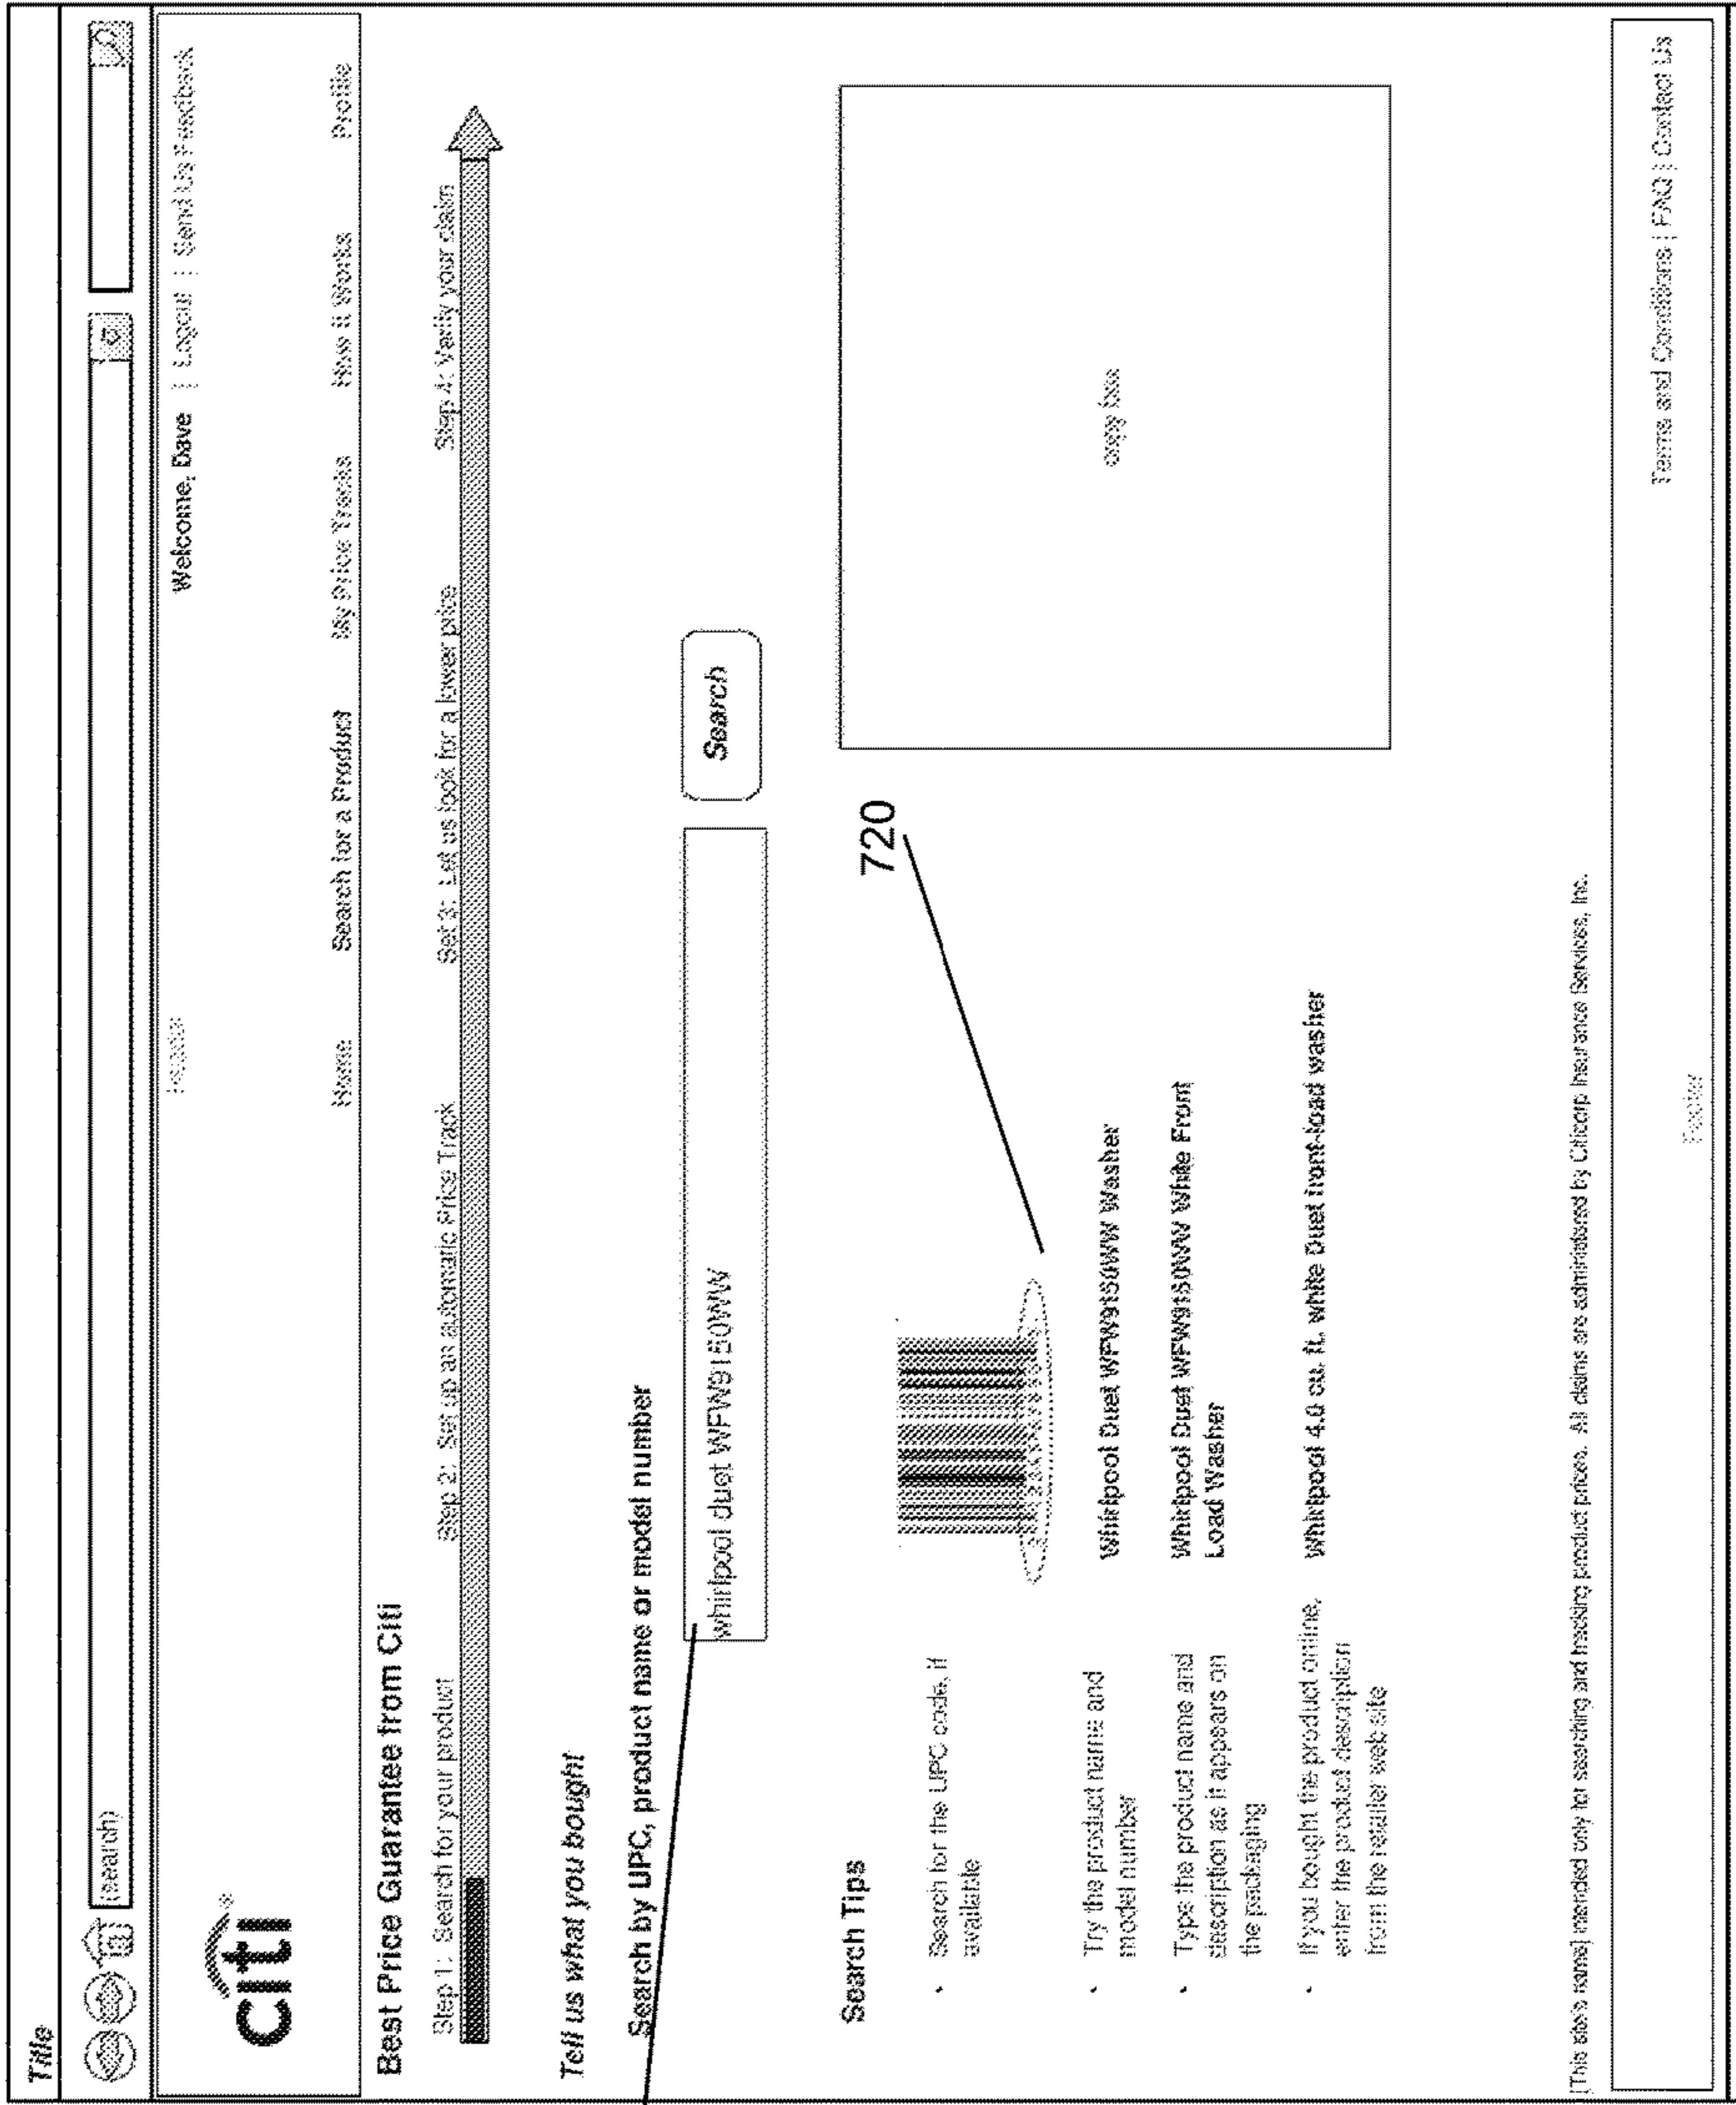 Title
(search)
Header
Welcome, Dave | Logout | Send Us Feedback
citi
Home Search for a Product My Price Tracks How It Works Profile
Best Price Guarantee from Citi
Step 1: Search for your product Step 2: Set up an automatic Price Track Set 3: Let us look for a lower price Step 4: Verify your claim
Tell us what you bought
Search by UPC, product name or model number
whirlpool duet WFW9150WW Search
Search Tips
720
• Search for the UPC code, if
available
• Try the product name and
model number
Whirlpool Duet WFW9150WW Washer
• Type the product name and
description as it appears on
the packaging
Whirlpool Duet WFW9150WW White Front
Load Washer
• If you bought the product online,
enter the product description
from the retailer web site
Whirlpool 4.0 cu. ft. white Duet front-load washer
copy box
[This site's name] intended only for searching and tracking product prices. All claims are administered by Citicorp Insurance Services, Inc.
Terms and Conditions | FAQ | Contact Us
Footer